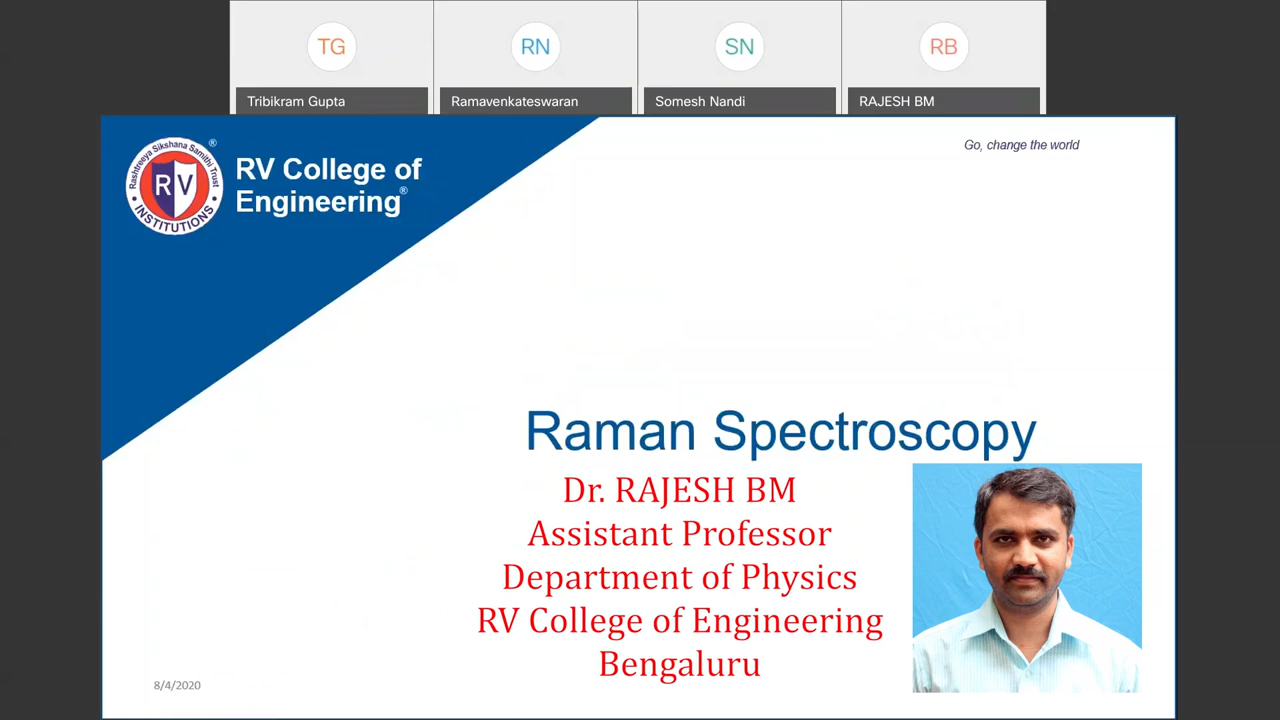 TG
RN
SN
RB
Tribikram Gupta
Ramavenkateswaran
Somesh Nandi
RAJESH BM
Rashtreeya Sikshana Samithi Trust
RV
INSTITUTIONS
®
RV College of
Engineering®
Go, change the world
Raman Spectroscopy
Dr. RAJESH BM
Assistant Professor
Department of Physics
RV College of Engineering
Bengaluru
8/4/2020